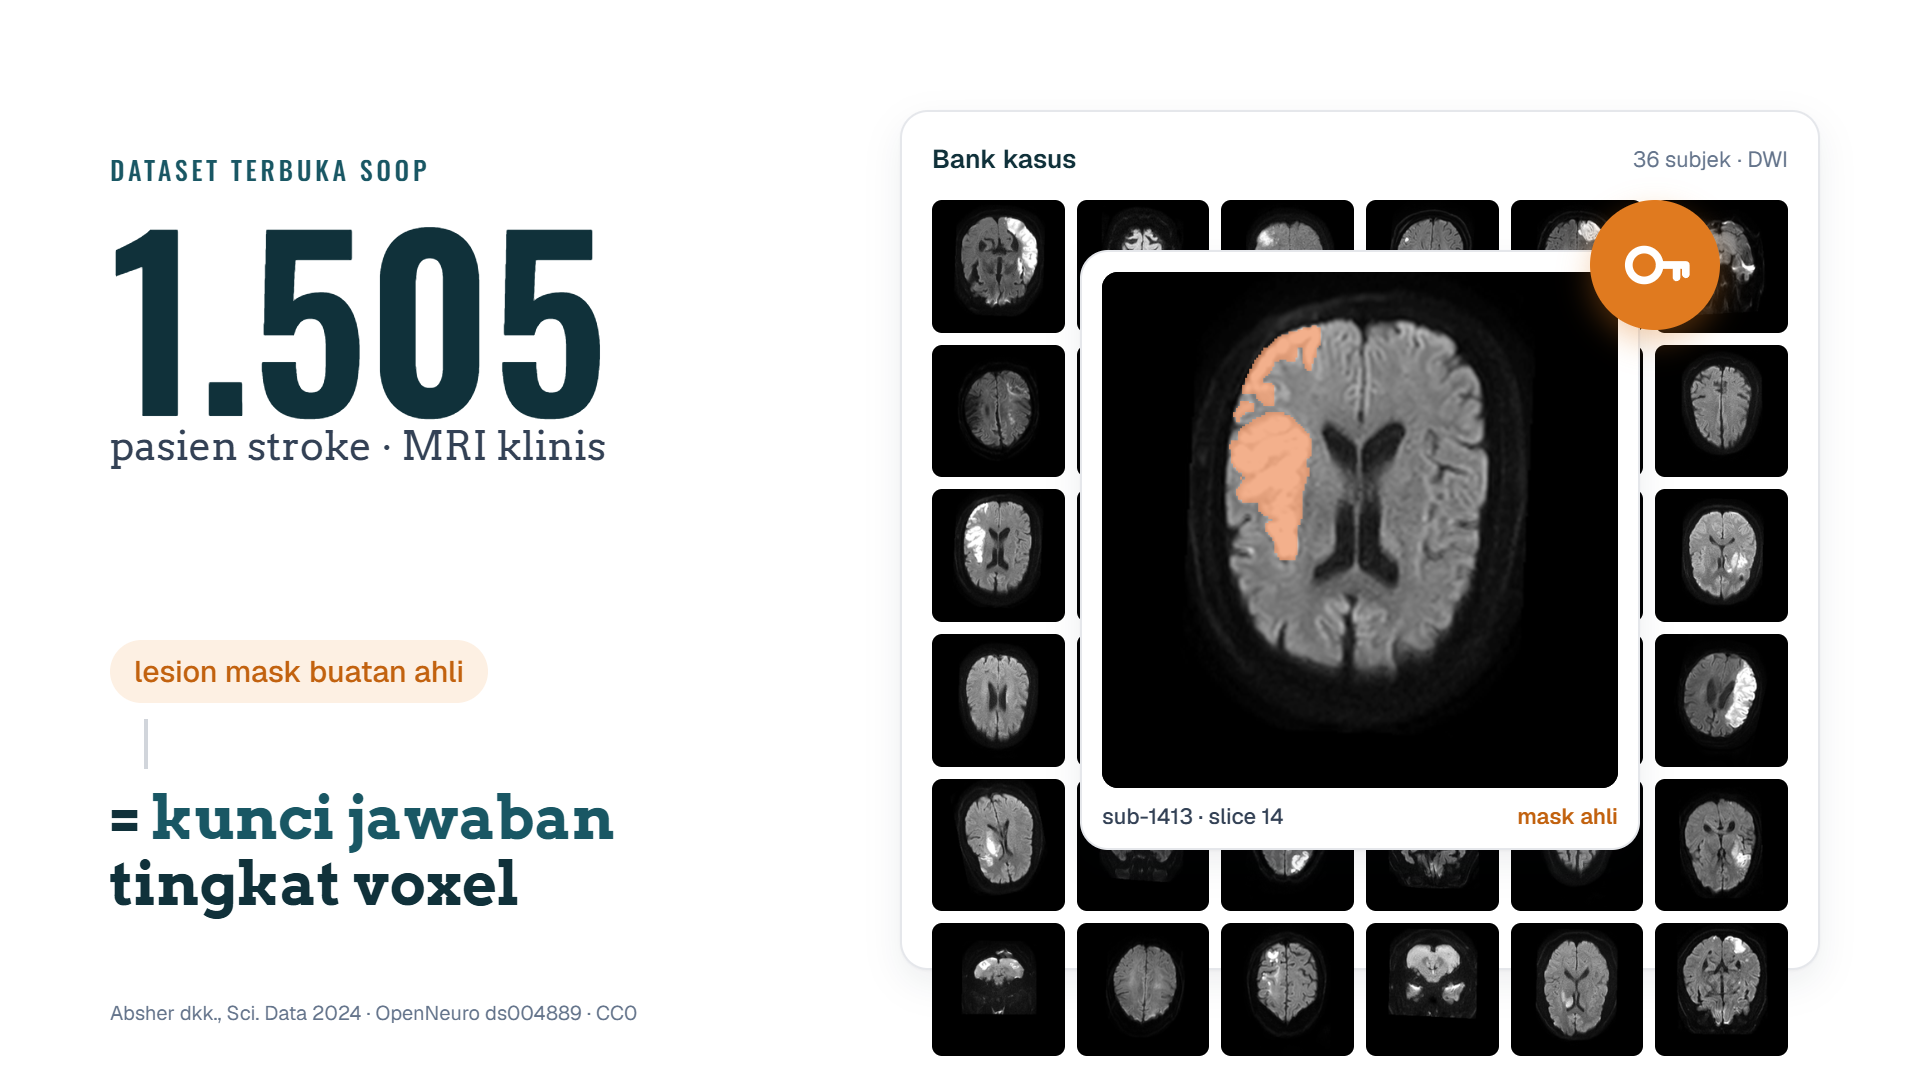 DATASET TERBUKA SOOP
1.505
pasien stroke · MRI klinis
lesion mask buatan ahli
= kunci jawaban
tingkat voxel
Absher dkk., Sci. Data 2024 · OpenNeuro ds004889 · CC0
Bank kasus
36 subjek · DWI
sub-1413 · slice 14
mask ahli